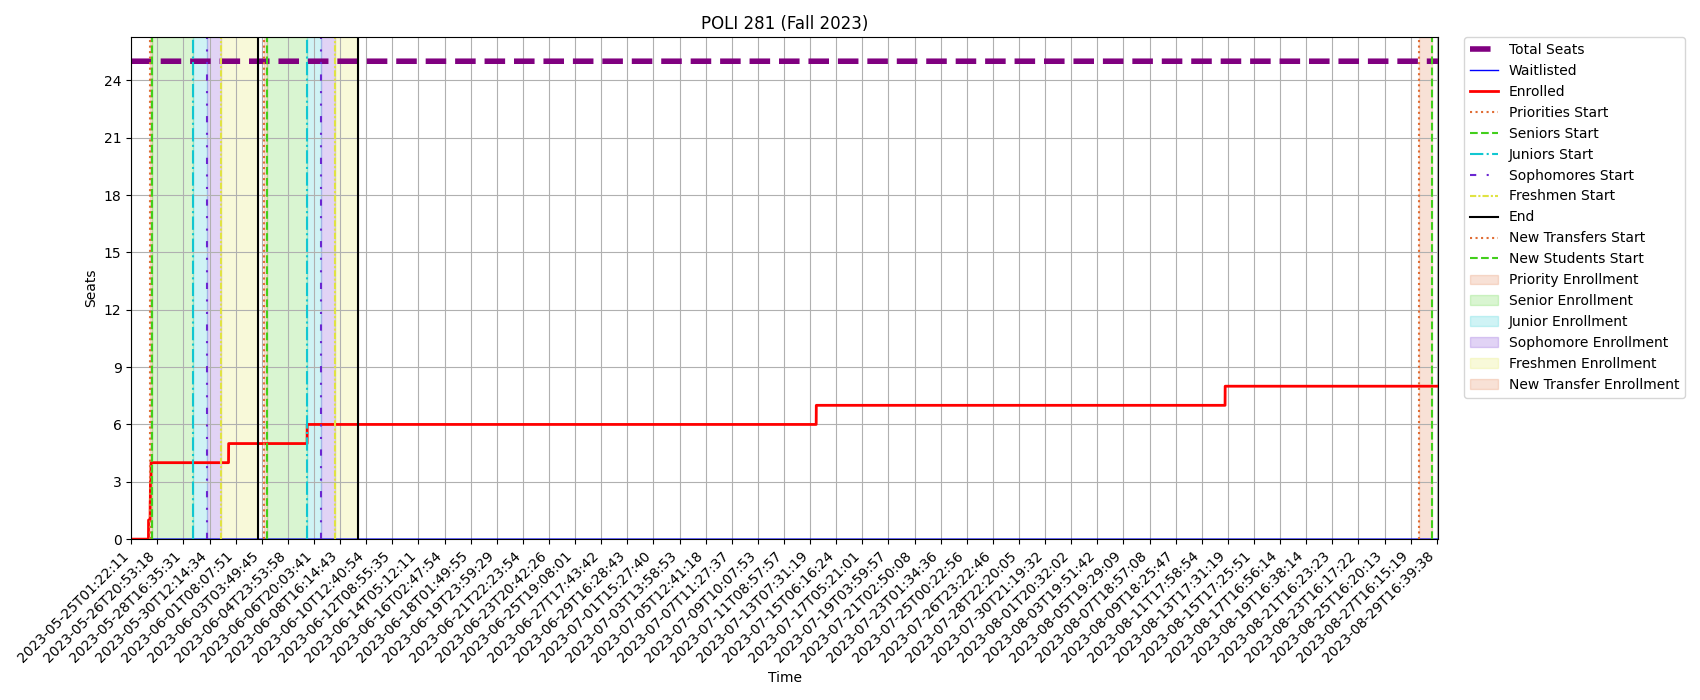 POLI 281 (Fall 2023)
Seats
24
21
18
15
12
9
6
3
0
2023-05-25T01:22:11
2023-05-26T20:53:18
2023-05-28T16:35:31
2023-05-30T12:14:34
2023-06-01T08:07:51
2023-06-03T03:49:45
2023-06-04T23:53:58
2023-06-06T20:03:41
2023-06-08T16:14:43
2023-06-10T12:40:54
2023-06-12T08:55:35
2023-06-14T05:12:11
2023-06-16T02:47:54
2023-06-18T01:49:55
2023-06-19T23:59:29
2023-06-21T22:23:54
2023-06-23T20:42:26
2023-06-25T19:08:01
2023-06-27T17:43:42
2023-06-29T16:28:43
2023-07-01T15:27:40
2023-07-03T13:58:53
2023-07-05T12:41:18
2023-07-07T11:27:37
2023-07-09T10:07:53
2023-07-11T08:57:57
2023-07-13T07:31:19
2023-07-15T06:16:24
2023-07-17T05:21:01
2023-07-19T03:59:57
2023-07-21T02:50:08
2023-07-23T01:34:36
2023-07-25T00:22:56
2023-07-26T23:22:46
2023-07-28T22:20:05
2023-07-30T21:19:32
2023-08-01T20:32:02
2023-08-03T19:51:42
2023-08-05T19:29:09
2023-08-07T18:57:08
2023-08-09T18:25:47
2023-08-11T17:58:54
2023-08-13T17:31:19
2023-08-15T17:25:51
2023-08-17T16:56:14
2023-08-19T16:38:14
2023-08-21T16:23:23
2023-08-23T16:17:22
2023-08-25T16:20:13
2023-08-27T16:15:19
2023-08-29T16:39:38
Time
Total Seats
Waitlisted
Enrolled
Priorities Start
Seniors Start
Juniors Start
Sophomores Start
Freshmen Start
End
New Transfers Start
New Students Start
Priority Enrollment
Senior Enrollment
Junior Enrollment
Sophomore Enrollment
Freshmen Enrollment
New Transfer Enrollment